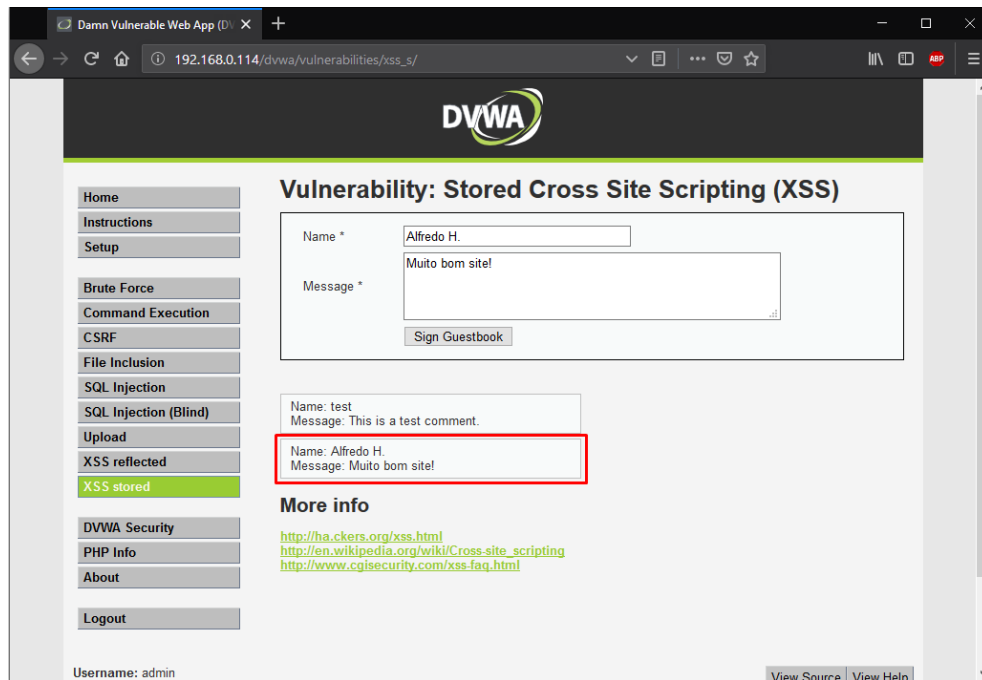 Damn Vulnerable Web App (DV
192.168.0.114/dvwa/vulnerabilities/xss_s/
ABP
DVWA
Home
Instructions
Setup
Brute Force
Command Execution
CSRF
File Inclusion
SQL Injection
SQL Injection (Blind)
Upload
XSS reflected
XSS stored
DVWA Security
PHP Info
About
Logout
Vulnerability: Stored Cross Site Scripting (XSS)
Name * Alfredo H.
Message * Muito bom site!
Sign Guestbook
Name: test
Message: This is a test comment.
Name: Alfredo H.
Message: Muito bom site!
More info
http://ha.ckers.org/xss.html
http://en.wikipedia.org/wiki/Cross-site_scripting
http://www.cgisecurity.com/xss-faq.html
Username: admin
View Source View Help